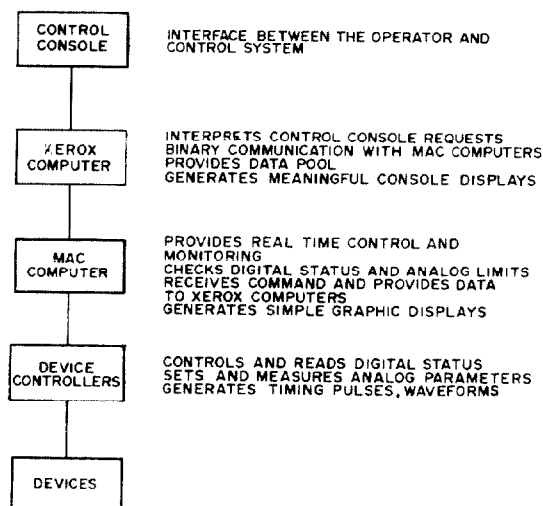 CONTROL
CONSOLE
INTERFACE BETWEEN THE OPERATOR AND
CONTROL SYSTEM
XEROX
COMPUTER
INTERPRETS CONTROL CONSOLE REQUESTS
BINARY COMMUNICATION WITH MAC COMPUTERS
PROVIDES DATA POOL
GENERATES MEANINGFUL CONSOLE DISPLAYS
MAC
COMPUTER
PROVIDES REAL TIME CONTROL AND
MONITORING
CHECKS DIGITAL STATUS AND ANALOG LIMITS
RECEIVES COMMAND AND PROVIDES DATA
TO XEROX COMPUTERS
GENERATES SIMPLE GRAPHIC DISPLAYS
DEVICE
CONTROLLERS
CONTROLS AND READS DIGITAL STATUS
SETS AND MEASURES ANALOG PARAMETERS
GENERATES TIMING PULSES, WAVEFORMS
DEVICES